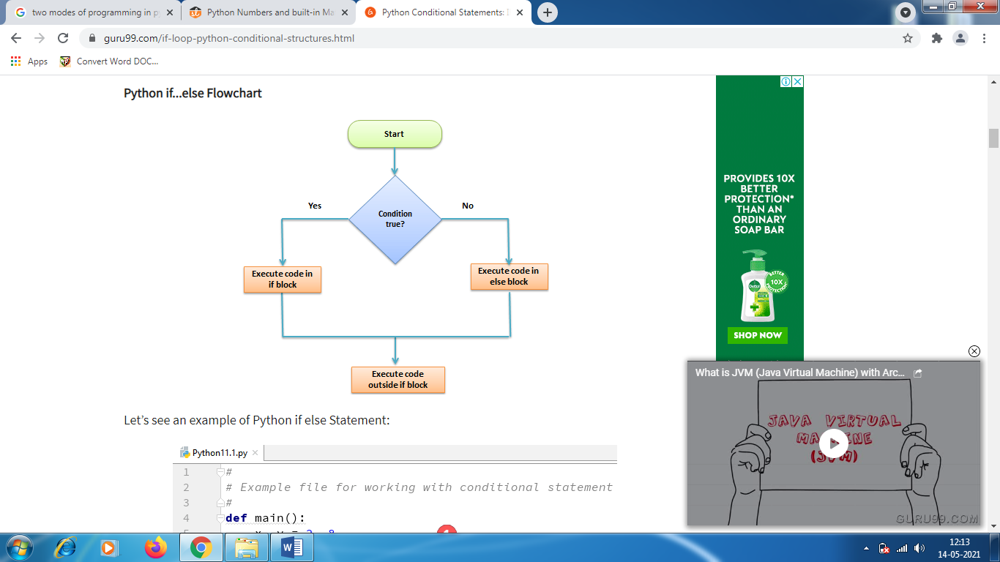 two modes of programming in p
Python Numbers and built-in Ma
Python Conditional Statements: I
guru99.com/if-loop-python-conditional-structures.html
Apps
Convert Word DOC...
Python if...else Flowchart
Start
Condition
true?
Yes
No
Execute code in
if block
Execute code in
else block
Execute code
outside if block
Let's see an example of Python if else Statement:
Python11.1.py
1 #
2 # Example file for working with conditional statement
3 #
4 def main():
PROVIDES 10X
BETTER
PROTECTION*
THAN AN
ORDINARY
SOAP BAR
Dettol
BETTER
10X
PROTECTION*
SHOP NOW
What is JVM (Java Virtual Machine) with Arc...
JAVA VIRTUAL
MACHINE
(JVM)
GURU99.COM
12:13
14-05-2021